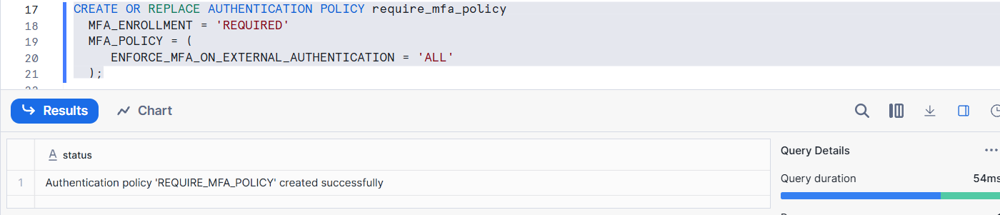 17 CREATE OR REPLACE AUTHENTICATION POLICY require_mfa_policy
18 MFA_ENROLLMENT = 'REQUIRED'
19 MFA_POLICY = (
20 ENFORCE_MFA_ON_EXTERNAL_AUTHENTICATION = 'ALL'
21 );
Results Chart
A status
Query Details
Query duration 54ms
1 Authentication policy 'REQUIRE_MFA_POLICY' created successfully